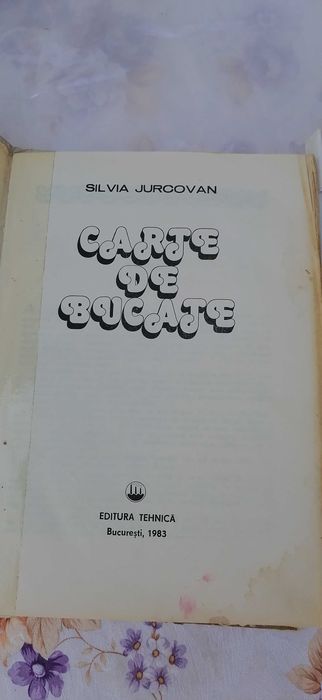 SILVIA JURCOVAN
CARTE
DE
BUCATE
EDITURA TEHNICĂ
București, 1983